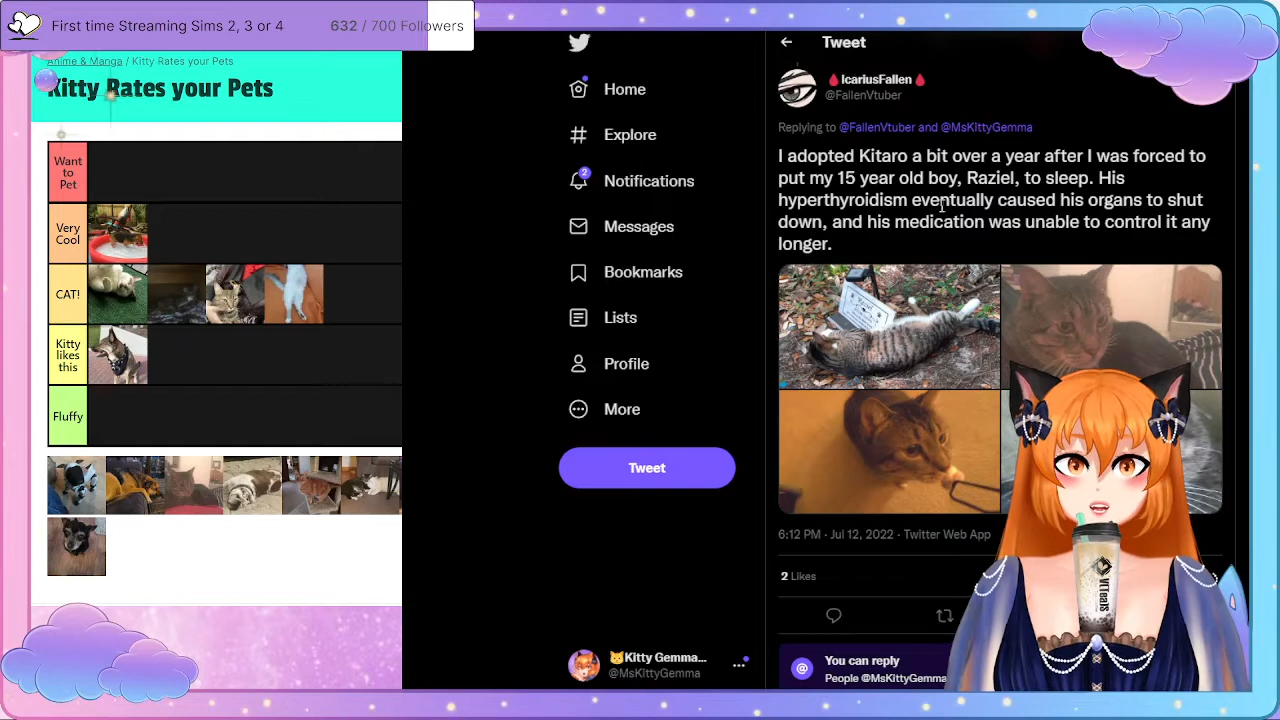 First time Streaming Sims 2, 3 or 4
632 / 700 Followers
Anime & Manga / Kitty Rates your Pets
Kitty Rates your Pets
Want
to
Pet
Very
Cool
CAT!
Kitty
likes
this
Fluffy
Home
Explore
2
Notifications
Messages
Bookmarks
Lists
Profile
More
Tweet
🐱Kitty Gemma...
@MsKittyGemma
Tweet
🩸IcariusFallen🩸
@FallenVtuber
Replying to @FallenVtuber and @MsKittyGemma
I adopted Kitaro a bit over a year after I was forced to
put my 15 year old boy, Raziel, to sleep. His
hyperthyroidism eventually caused his organs to shut
down, and his medication was unable to control it any
longer.
6:12 PM · Jul 12, 2022 · Twitter Web App
2 Likes
You can reply
People @MsKittyGemma